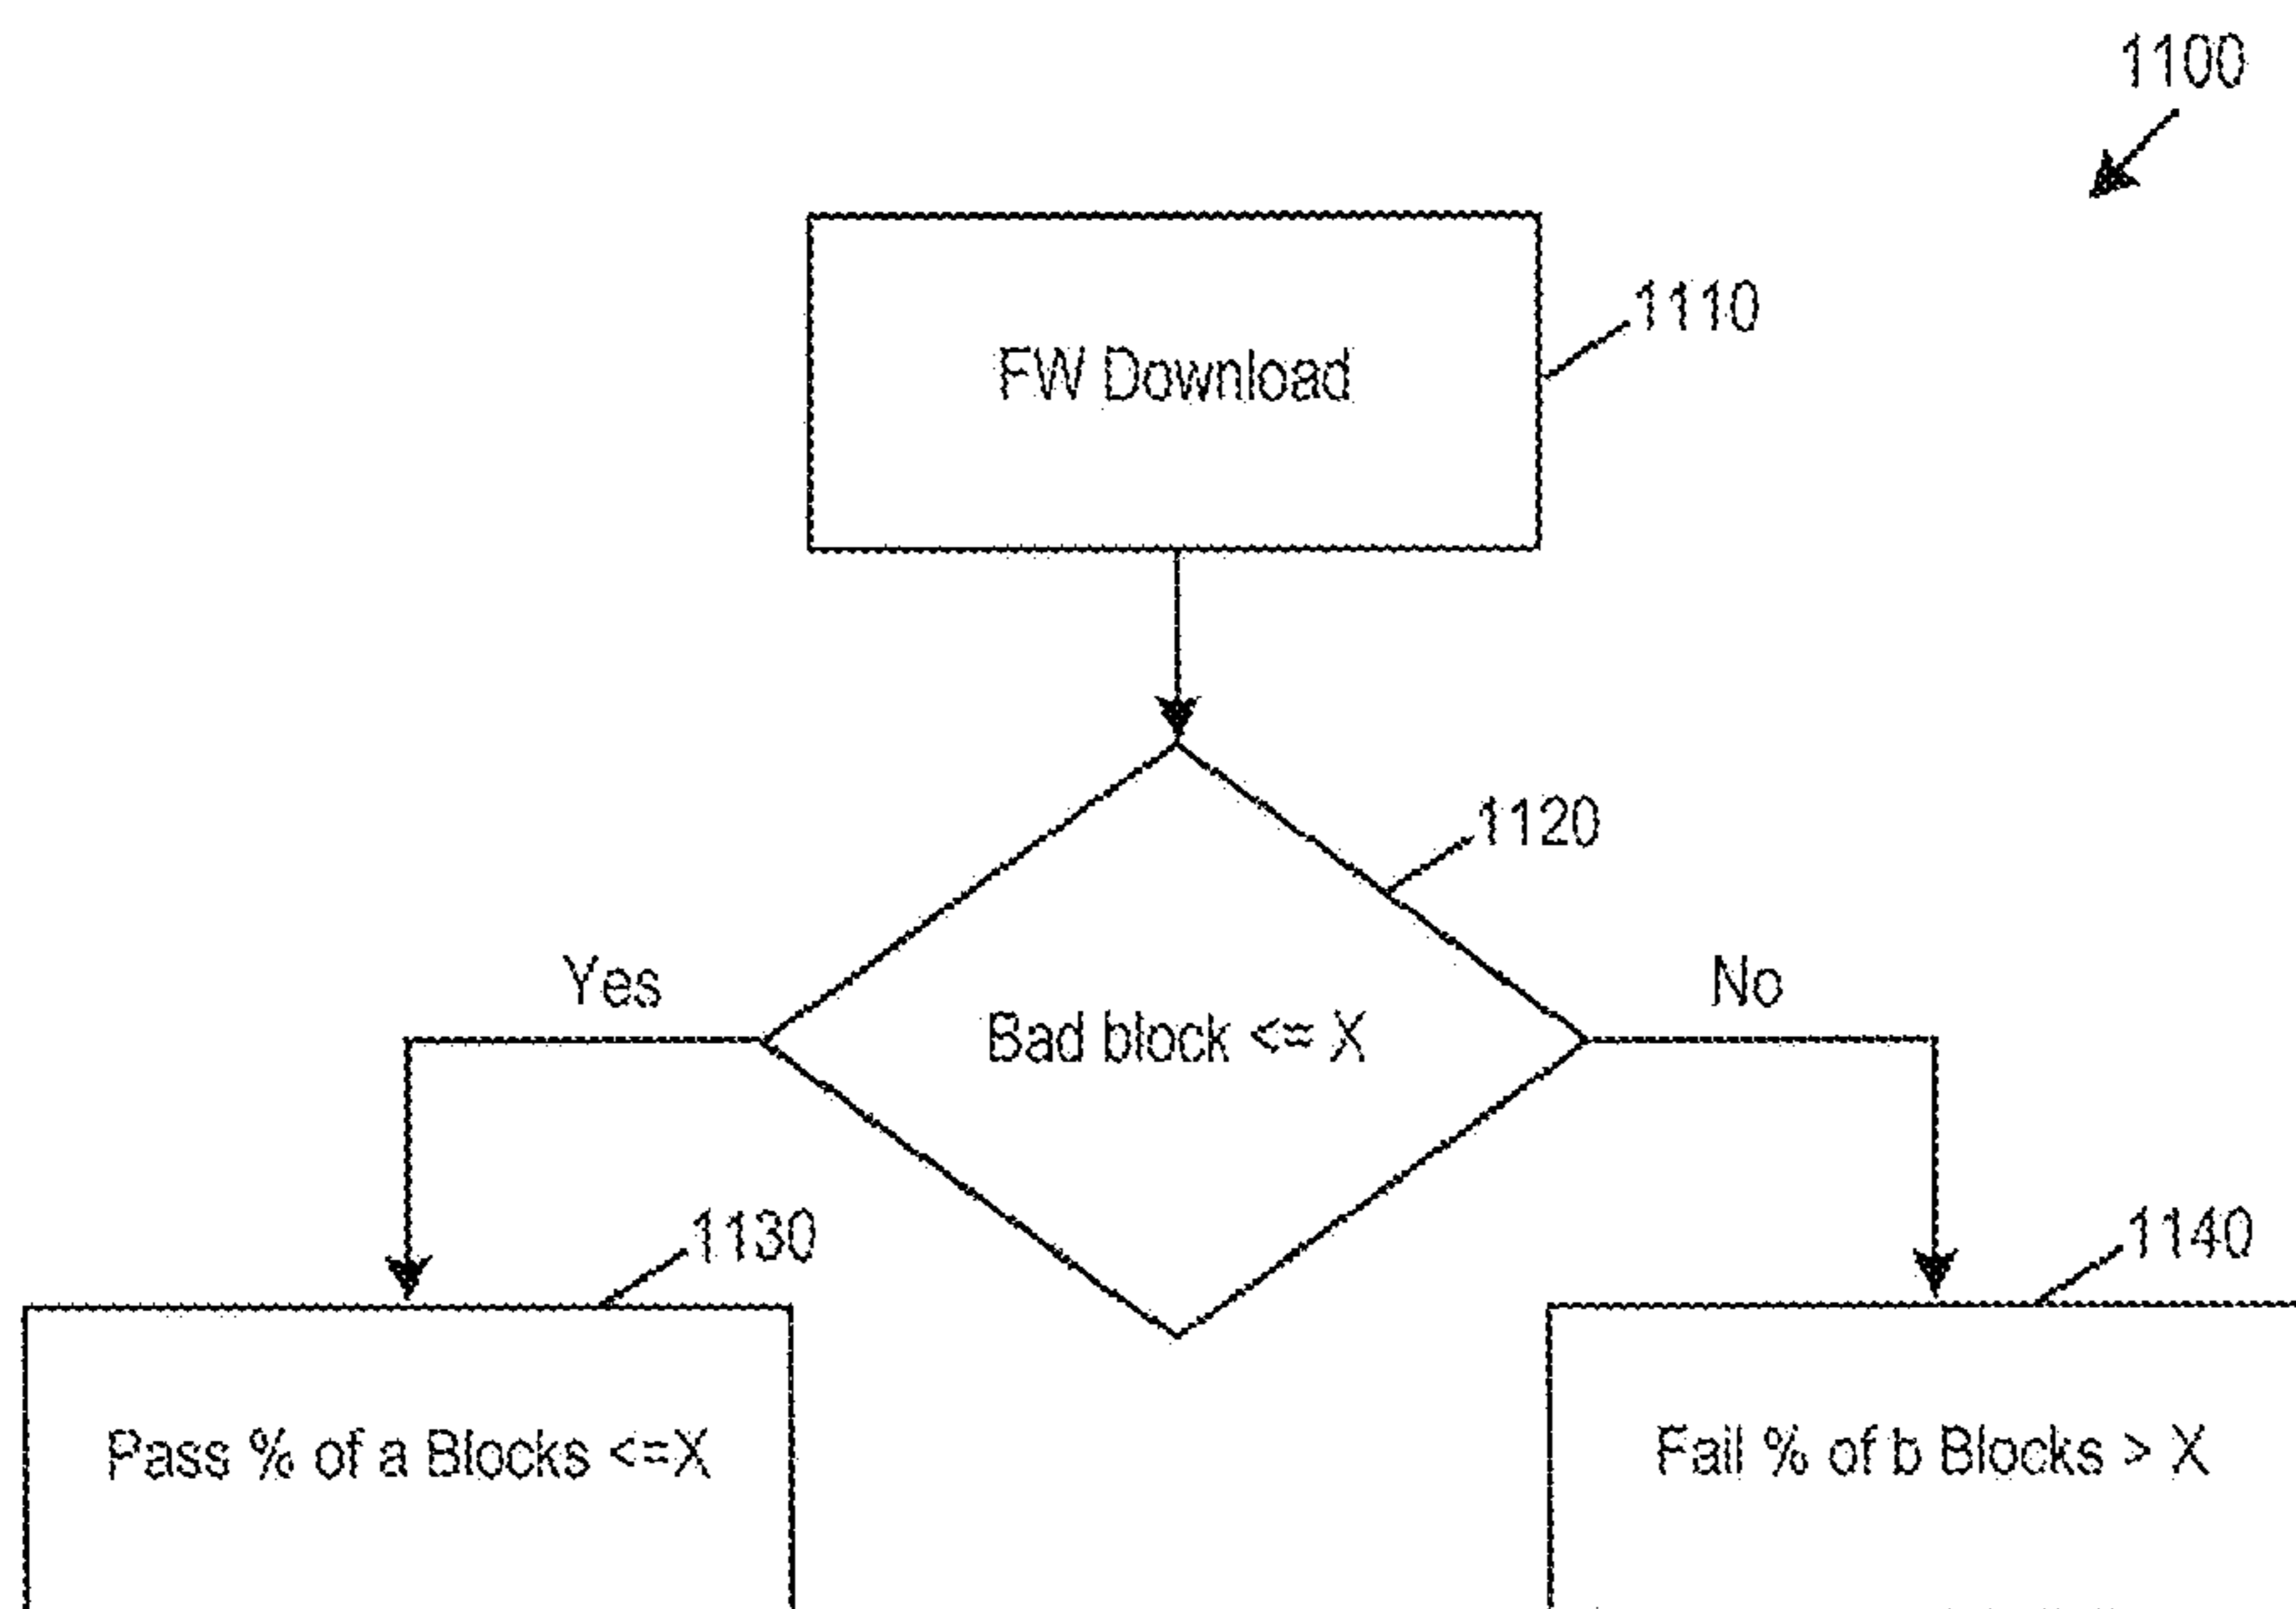 1100
1110
FW Download
1120
Yes
No
Bad block <= X
1130
1140
Pass % of a Blocks <=X
Fail % of b Blocks > X